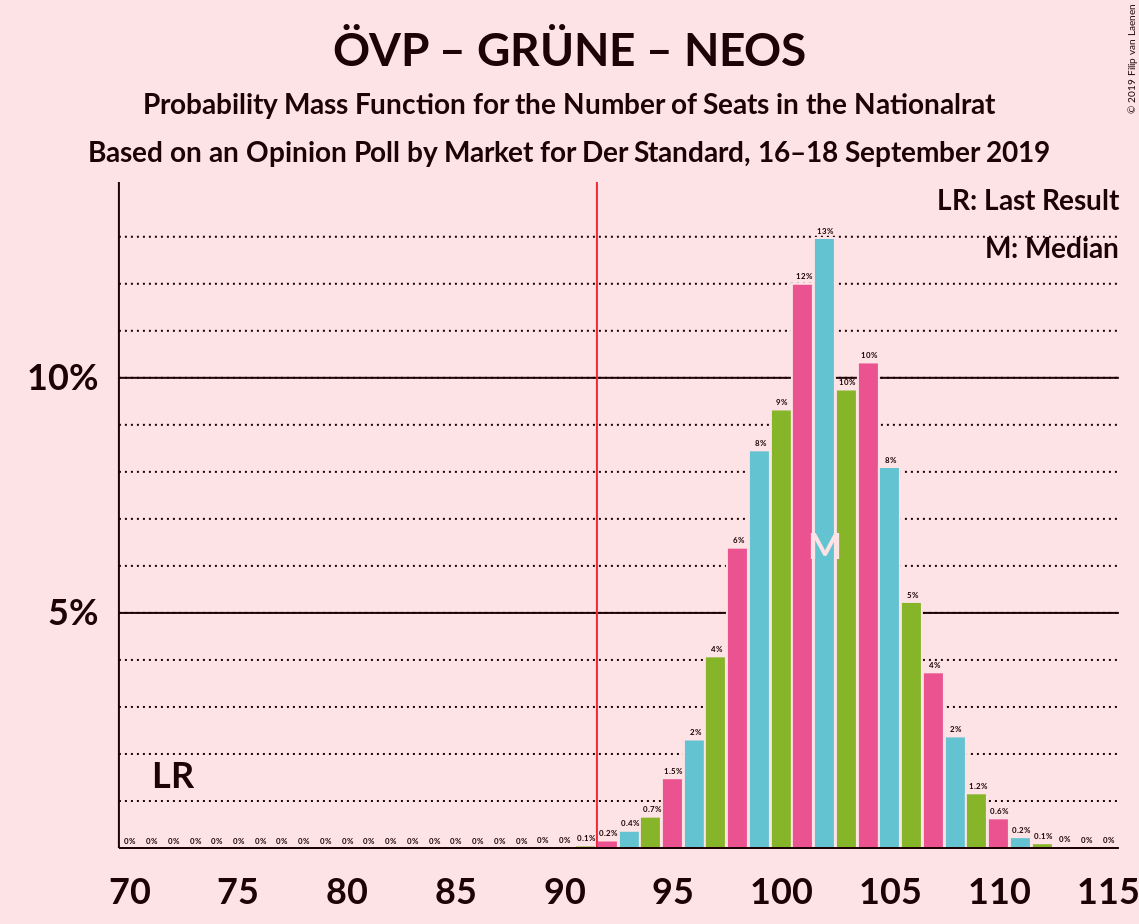 ÖVP – GRÜNE – NEOS
Probability Mass Function for the Number of Seats in the Nationalrat
Based on an Opinion Poll by Market for Der Standard, 16–18 September 2019
© 2019 Filip van Laenen
LR: Last Result
M: Median
10%
5%
LR
M
0% 0% 0% 0% 0% 0% 0% 0% 0% 0% 0% 0% 0% 0% 0% 0% 0% 0% 0% 0% 0% 0.1% 0.2% 0.4% 0.7% 1.5% 2% 4% 6% 8% 9% 12% 13% 10% 10% 8% 5% 4% 2% 1.2% 0.6% 0.2% 0.1% 0% 0% 0%
70 75 80 85 90 95 100 105 110 115